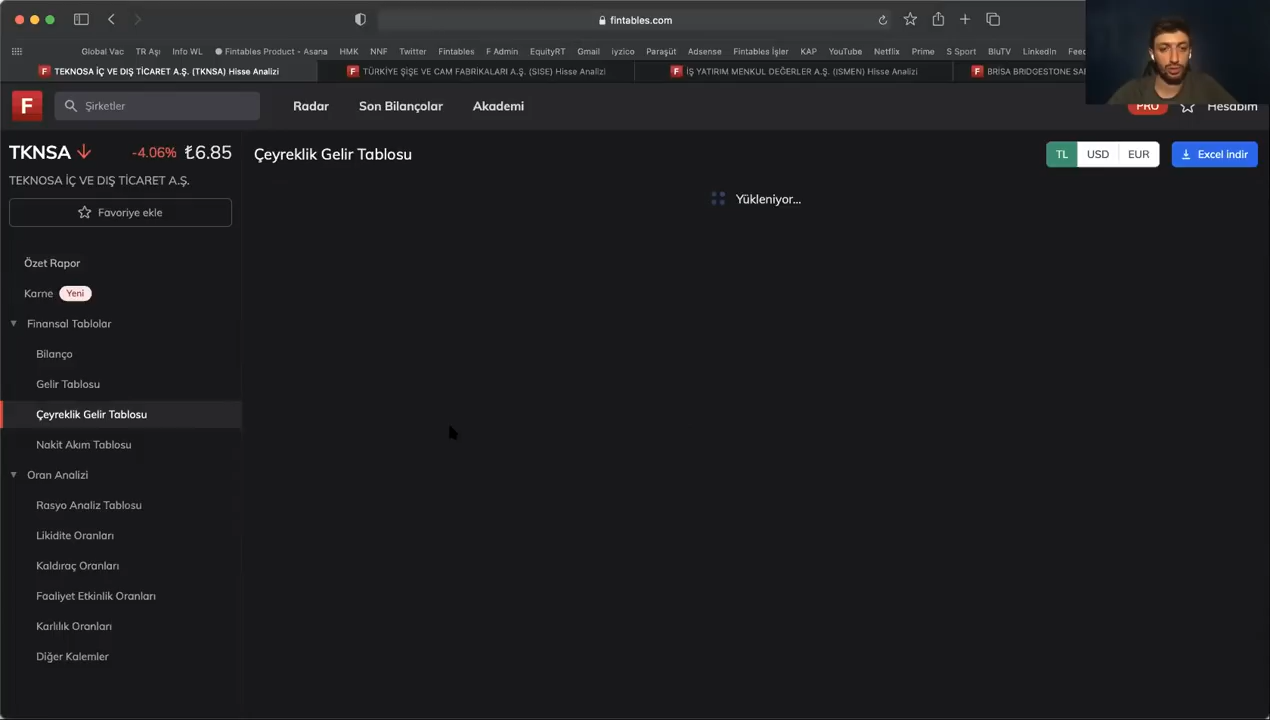 fintables.com
Global Vac TR Aşı Info WL Fintables Product - Asana HMK NNF Twitter Fintables F Admin EquityRT Gmail iyzico Paraşüt Adsense Fintables İşler KAP YouTube Netflix Prime S Sport BluTV LinkedIn Feed
F TEKNOSA İÇ VE DIŞ TİCARET A.Ş. (TKNSA) Hisse Analizi F TÜRKİYE ŞİŞE VE CAM FABRİKALARI A.Ş. (SISE) Hisse Analizi F İŞ YATIRIM MENKUL DEĞERLER A.Ş. (ISMEN) Hisse Analizi F BRİSA BRIDGESTONE
F Şirketler Radar Son Bilançolar Akademi PRO Hesabım
TKNSA -4.06% ₺6.85
TEKNOSA İÇ VE DIŞ TİCARET A.Ş.
Favoriye ekle
Özet Rapor
Karne Yeni
Finansal Tablolar
Bilanço
Gelir Tablosu
Çeyreklik Gelir Tablosu
Nakit Akım Tablosu
Oran Analizi
Rasyo Analiz Tablosu
Likidite Oranları
Kaldıraç Oranları
Faaliyet Etkinlik Oranları
Karlılık Oranları
Diğer Kalemler
Çeyreklik Gelir Tablosu
TL USD EUR Excel indir
Yükleniyor...